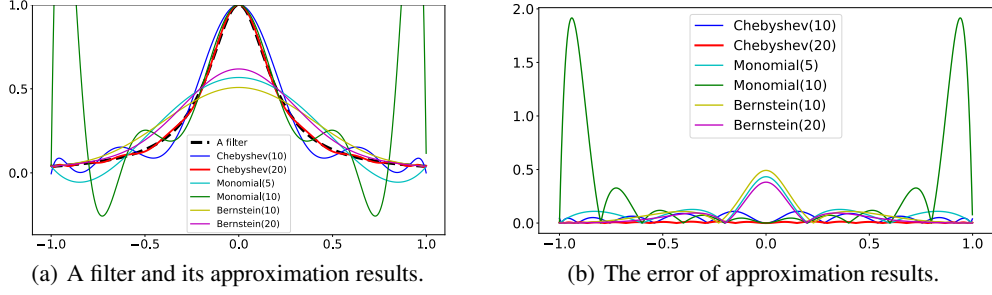 1.0
0.5
0.0
−1.0 −0.5 0.0 0.5 1.0
A filter
Chebyshev(10)
Chebyshev(20)
Monomial(5)
Monomial(10)
Bernstein(10)
Bernstein(20)
(a) A filter and its approximation results.
2.0
1.5
1.0
0.5
0.0
−1.0 −0.5 0.0 0.5 1.0
Chebyshev(10)
Chebyshev(20)
Monomial(5)
Monomial(10)
Bernstein(10)
Bernstein(20)
(b) The error of approximation results.